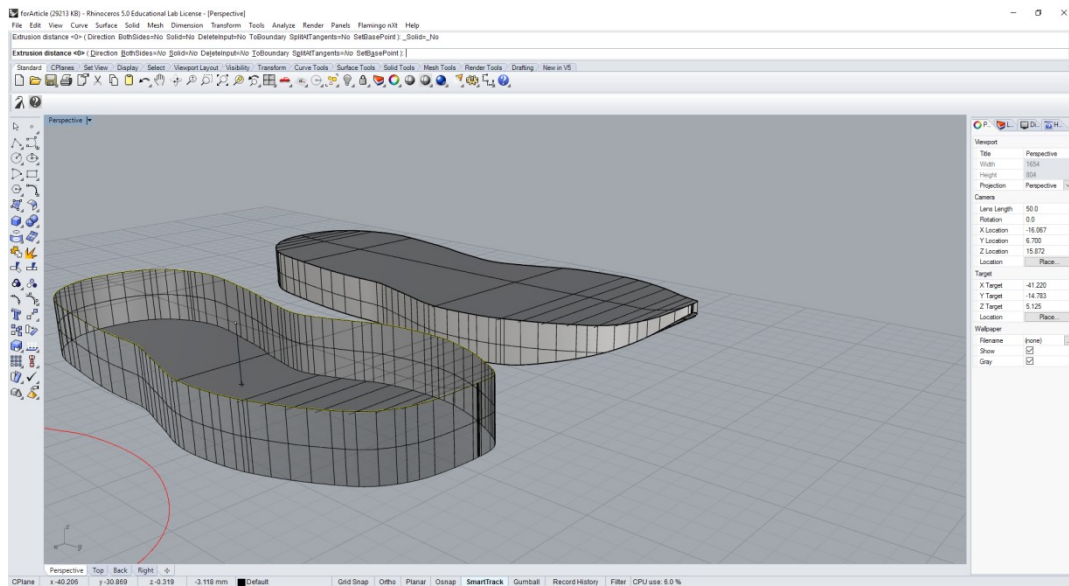 forArticle (29213 KB) - Rhinoceros 5.0 Educational Lab License - [Perspective]
File Edit View Curve Surface Solid Mesh Dimension Transform Tools Analyze Render Panels Flamingo nXt Help
Extrusion distance <0> ( Direction BothSides=No Solid=No DeleteInput=No ToBoundary SplitAtTangents=No SetBasePoint ): _Solid=_No
Extrusion distance <0> ( Direction BothSides=No Solid=No DeleteInput=No ToBoundary SplitAtTangents=No SetBasePoint ):
Standard CPlanes Set View Display Select Viewport Layout Visibility Transform Curve Tools Surface Tools Solid Tools Mesh Tools Render Tools Drafting New in V5
Perspective
P.. L.. Di.. H..
Viewport
Title Perspective
Width 1654
Height 804
Projection Perspective
Camera
Lens Length 50.0
Rotation 0.0
X Location -16.067
Y Location 6.700
Z Location 15.872
Location Place...
Target
X Target -41.220
Y Target -14.783
Z Target 5.125
Location Place...
Wallpaper
Filename (none)
Show
Gray
z
x y
Perspective Top Back Right
CPlane x -40.206 y -30.869 z -0.319 -3.118 mm Default Grid Snap Ortho Planar Osnap SmartTrack Gumball Record History Filter CPU use: 6.0 %